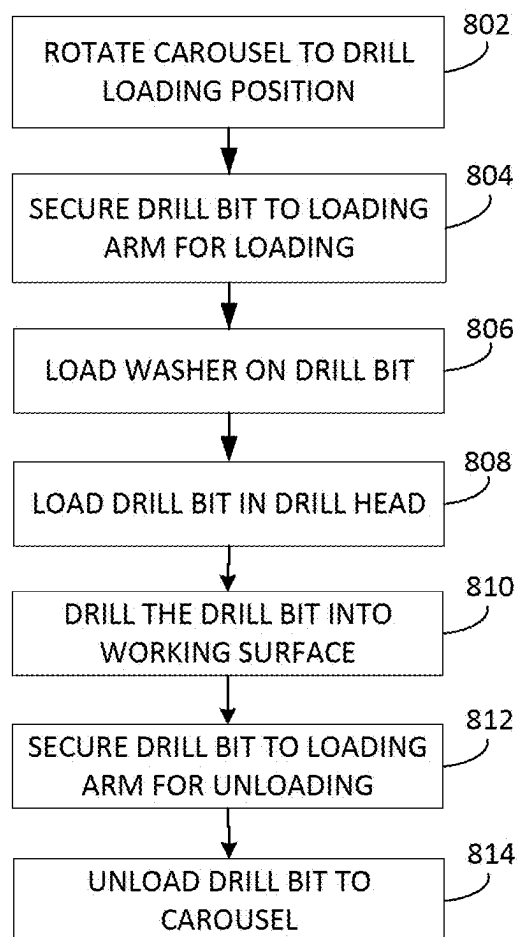 802
ROTATE CAROUSEL TO DRILL
LOADING POSITION
804
SECURE DRILL BIT TO LOADING
ARM FOR LOADING
806
LOAD WASHER ON DRILL BIT
808
LOAD DRILL BIT IN DRILL HEAD
810
DRILL THE DRILL BIT INTO
WORKING SURFACE
812
SECURE DRILL BIT TO LOADING
ARM FOR UNLOADING
814
UNLOAD DRILL BIT TO
CAROUSEL